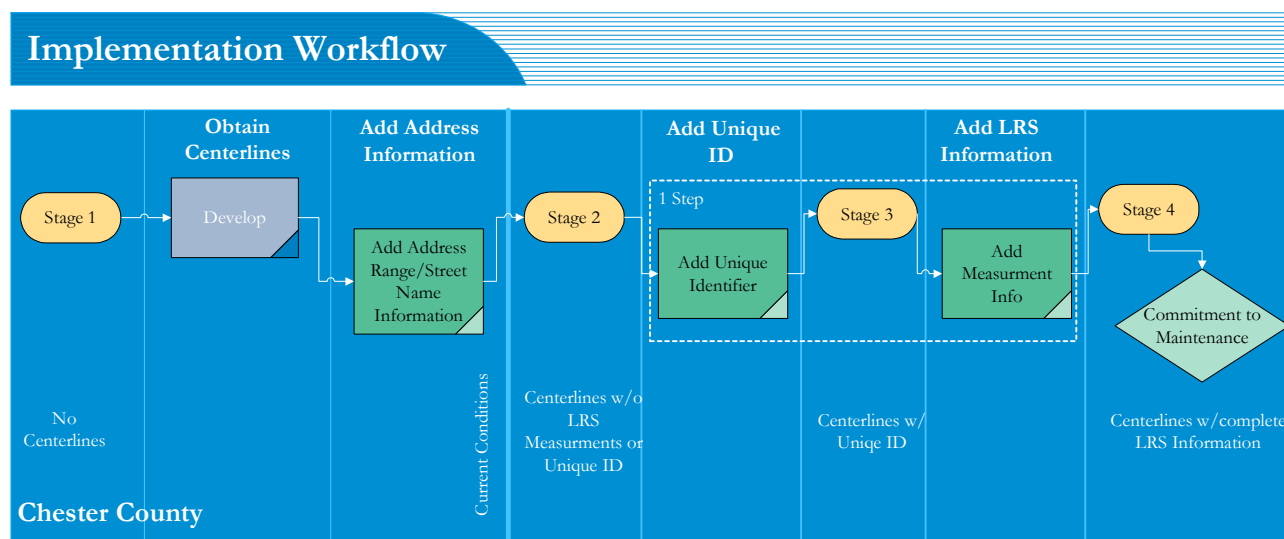 Implementation Workflow
Obtain
Centerlines
Add Address
Information
Add Unique
ID
Add LRS
Information
Stage 1
Develop
Add Address
Range/Street
Name
Information
Stage 2
1 Step
Add Unique
Identifier
Stage 3
Add
Measurment
Info
Stage 4
Commitment to
Maintenance
No
Centerlines
Current Conditions
Centerlines w/o
LRS
Measurments or
Unique ID
Centerlines w/
Uniqe ID
Centerlines w/complete
LRS Information
Chester County